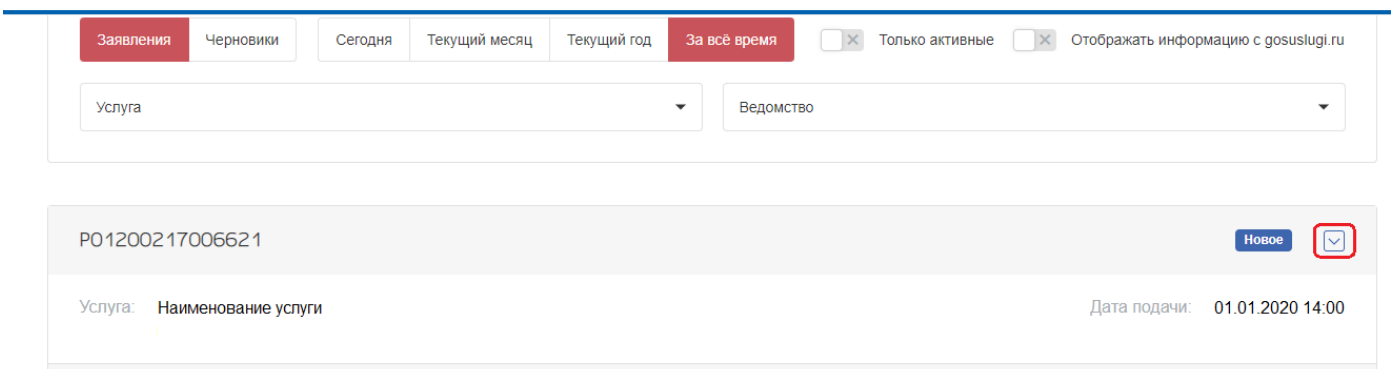 Заявления Черновики Сегодня Текущий месяц Текущий год За всё время Только активные Отображать информацию с gosuslugi.ru
Услуга Ведомство
P01200217006621 Новое
Услуга: Наименование услуги Дата подачи: 01.01.2020 14:00